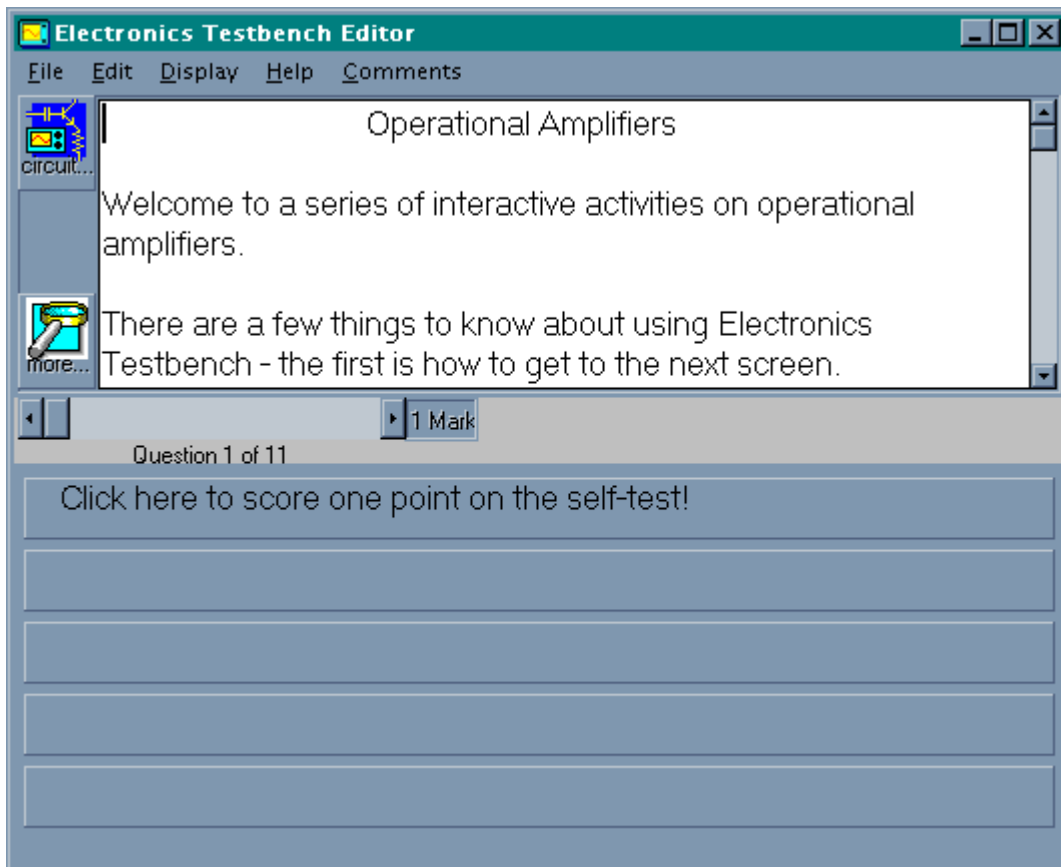 Electronics Testbench Editor
File Edit Display Help Comments
circuit...
Operational Amplifiers
Welcome to a series of interactive activities on operational
amplifiers.
There are a few things to know about using Electronics
Testbench - the first is how to get to the next screen.
more...
1 Mark
Question 1 of 11
Click here to score one point on the self-test!